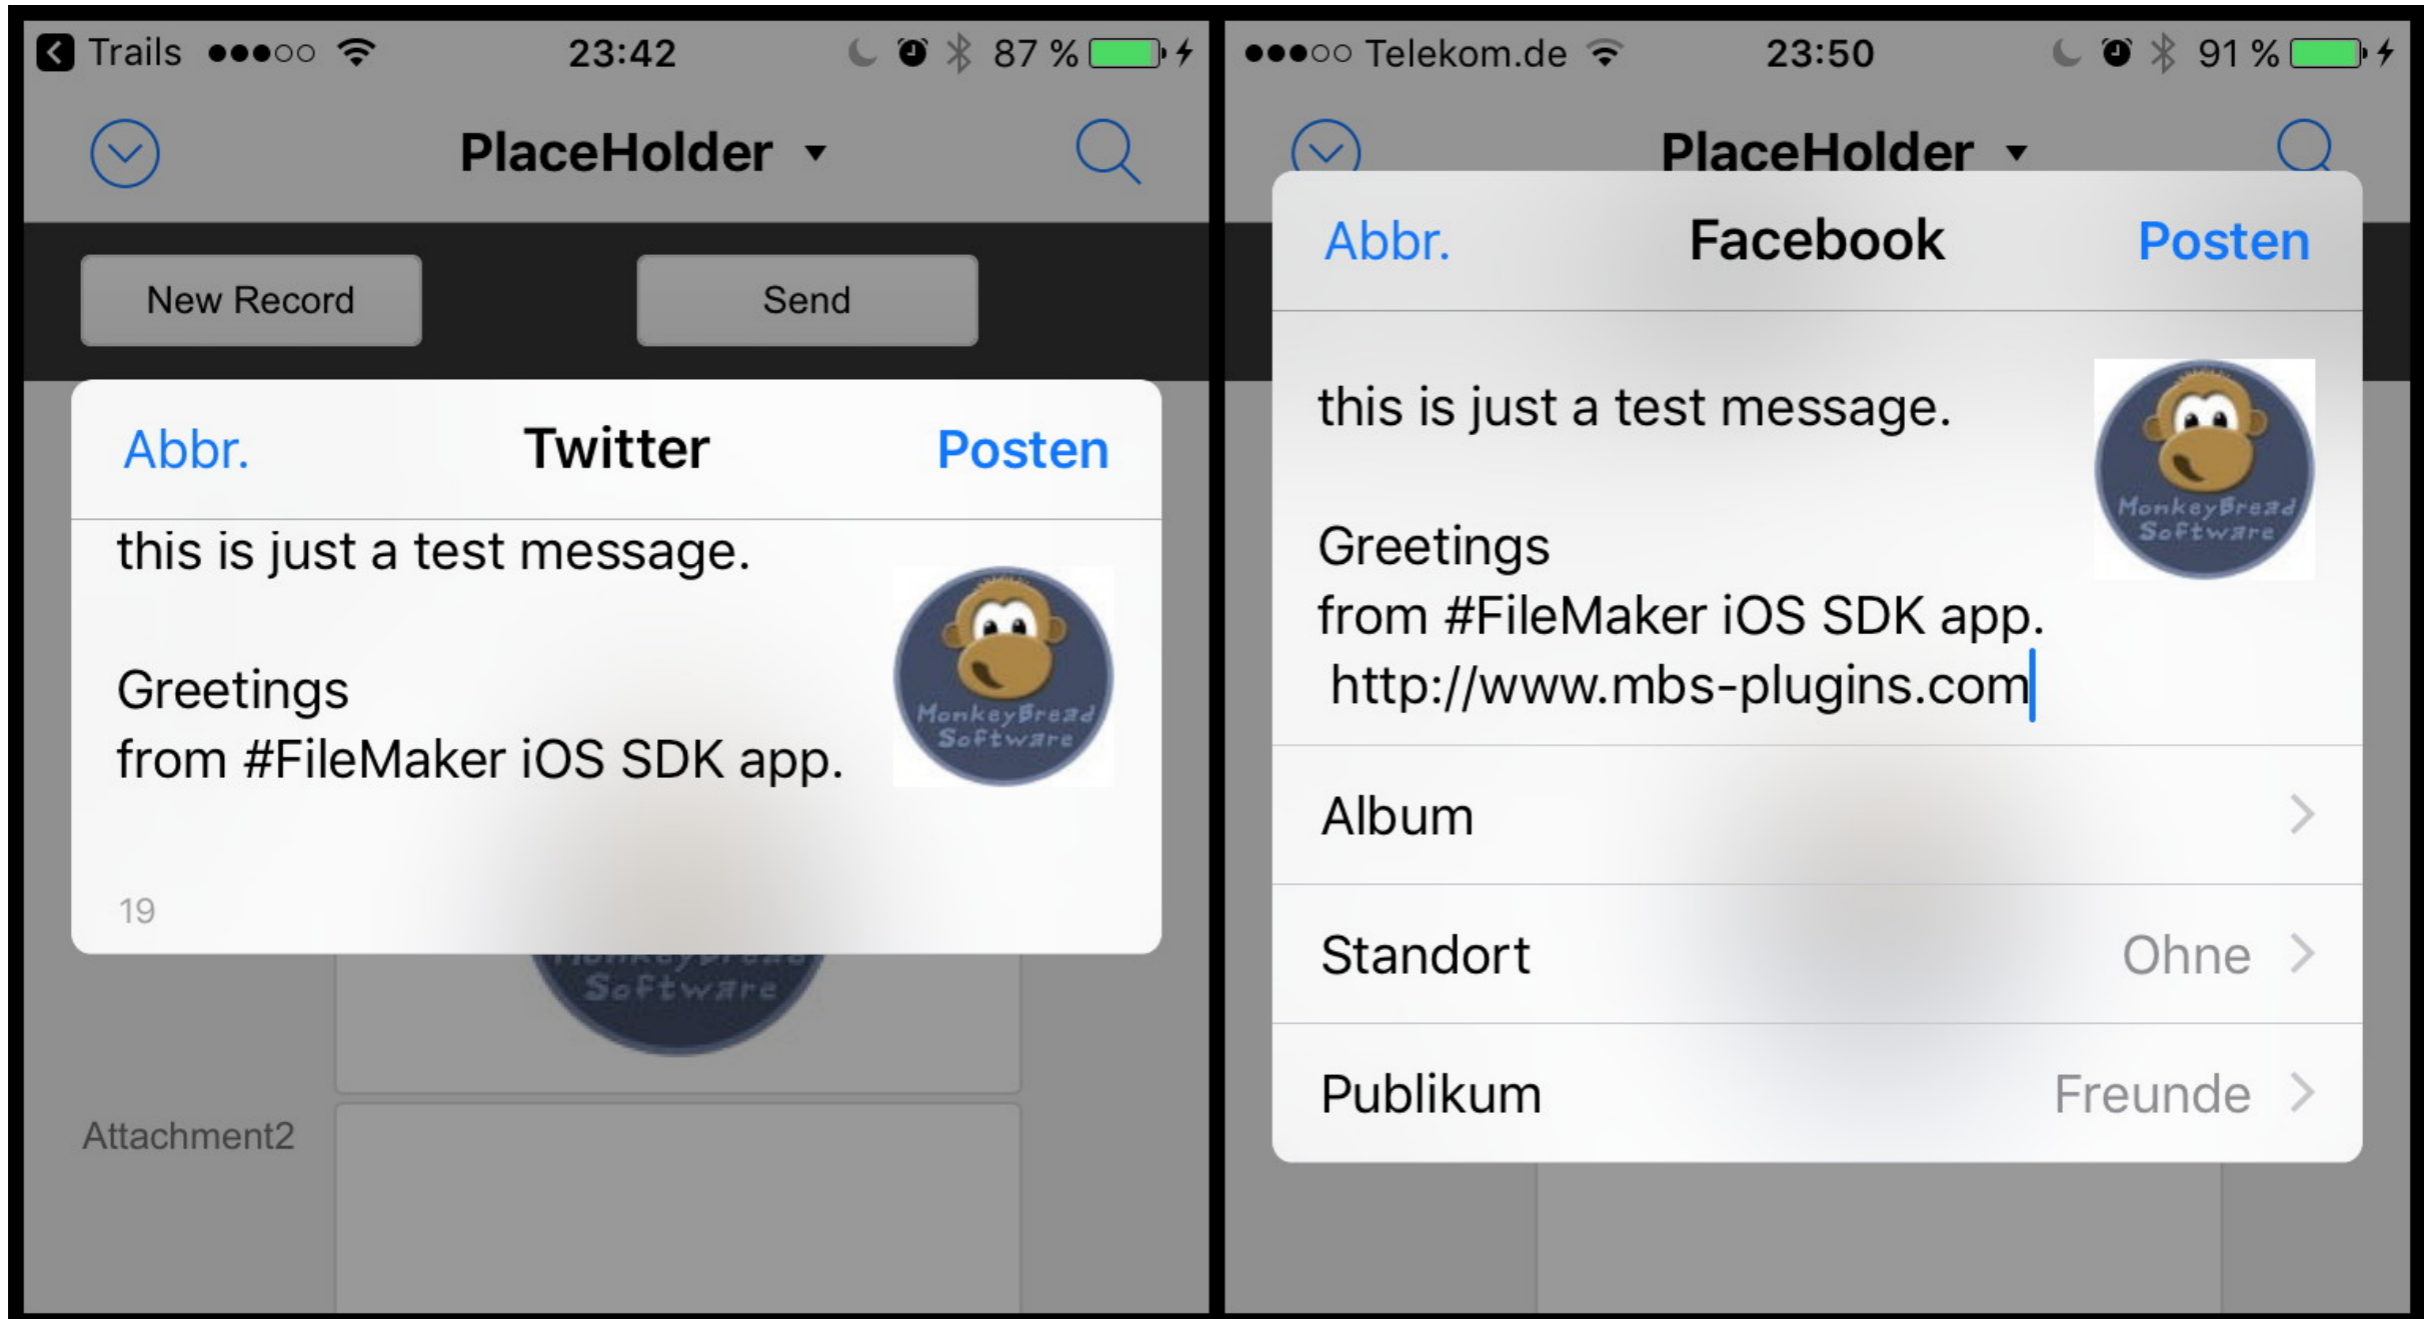 Trails 23:42 87 %
PlaceHolder
New Record Send
Abbr. Twitter Posten
this is just a test message.
Greetings
from #FileMaker iOS SDK app.
MonkeyBread
Software
19
MonkeyBread
Software
Attachment2
Telekom.de 23:50 91 %
PlaceHolder
Abbr. Facebook Posten
this is just a test message.
MonkeyBread
Software
Greetings
from #FileMaker iOS SDK app.
http://www.mbs-plugins.com
Album
Standort Ohne
Publikum Freunde